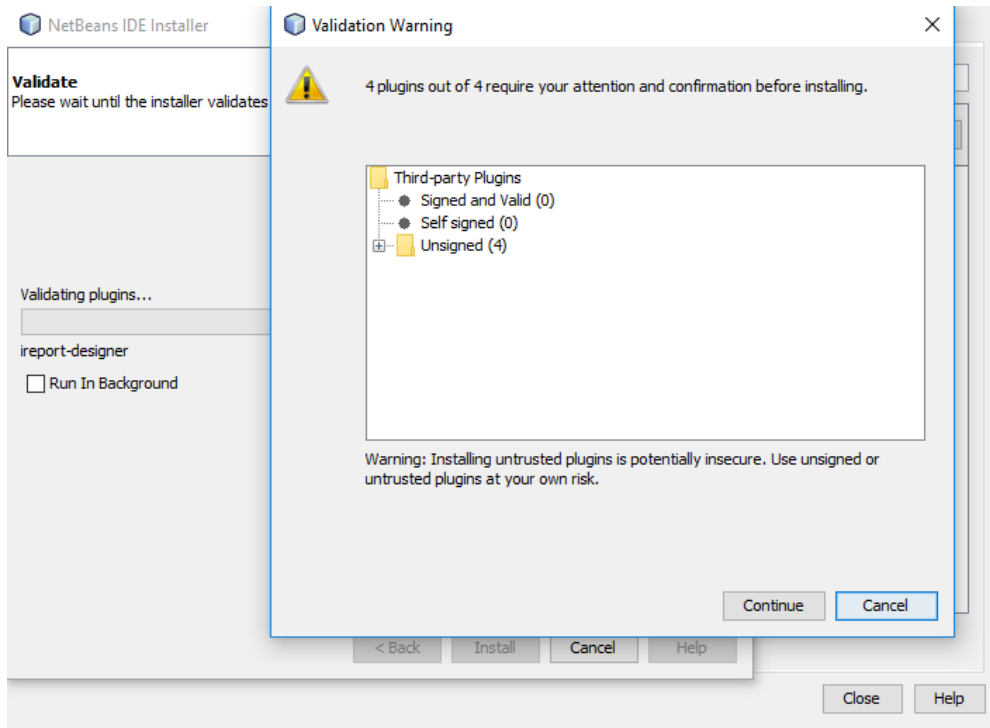 NetBeans IDE Installer
Validate
Please wait until the installer validates
Validating plugins...
ireport-designer
Run In Background
< Back
Install
Cancel
Help
Validation Warning
4 plugins out of 4 require your attention and confirmation before installing.
Third-party Plugins
Signed and Valid (0)
Self signed (0)
Unsigned (4)
Warning: Installing untrusted plugins is potentially insecure. Use unsigned or
untrusted plugins at your own risk.
Continue
Cancel
Close
Help